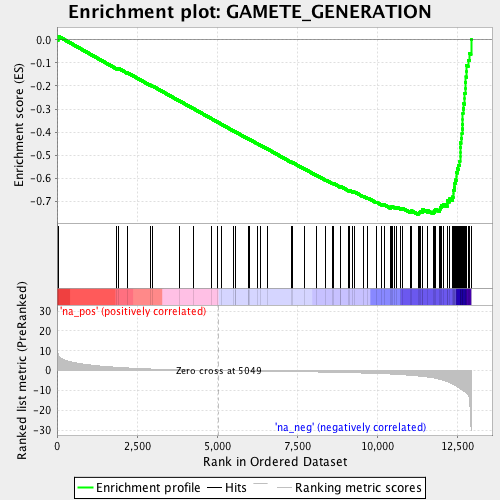 Enrichment plot: GAMETE_GENERATION
Enrichment score (ES)
0.0
-0.1
-0.2
-0.3
-0.4
-0.5
-0.6
-0.7
'na_pos' (positively correlated)
Ranked list metric (PreRanked)
30
20
10
0
-10
-20
-30
Zero cross at 5049
'na_neg' (negatively correlated)
0
2,500
5,000
7,500
10,000
12,500
Rank in Ordered Dataset
Enrichment profile
Hits
Ranking metric scores